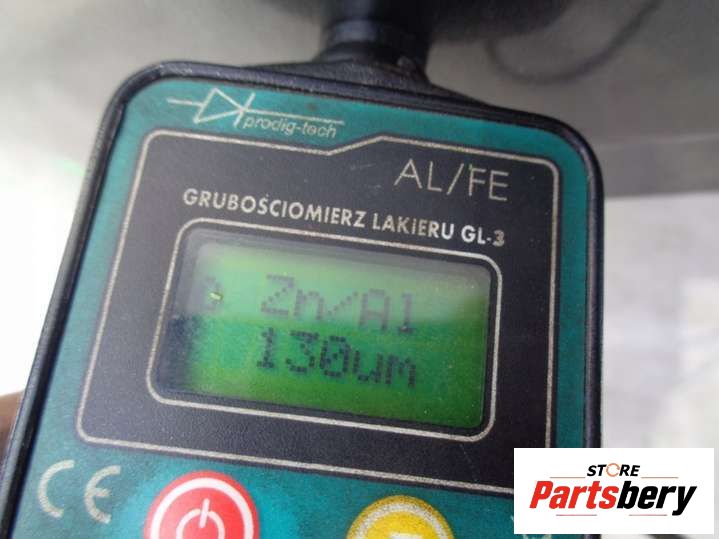 prodig-tech
AL/FE
GRUBOŚCIOMIERZ LAKIERU GL-3
Zn/Al
130um
CE
STORE
Partsbery